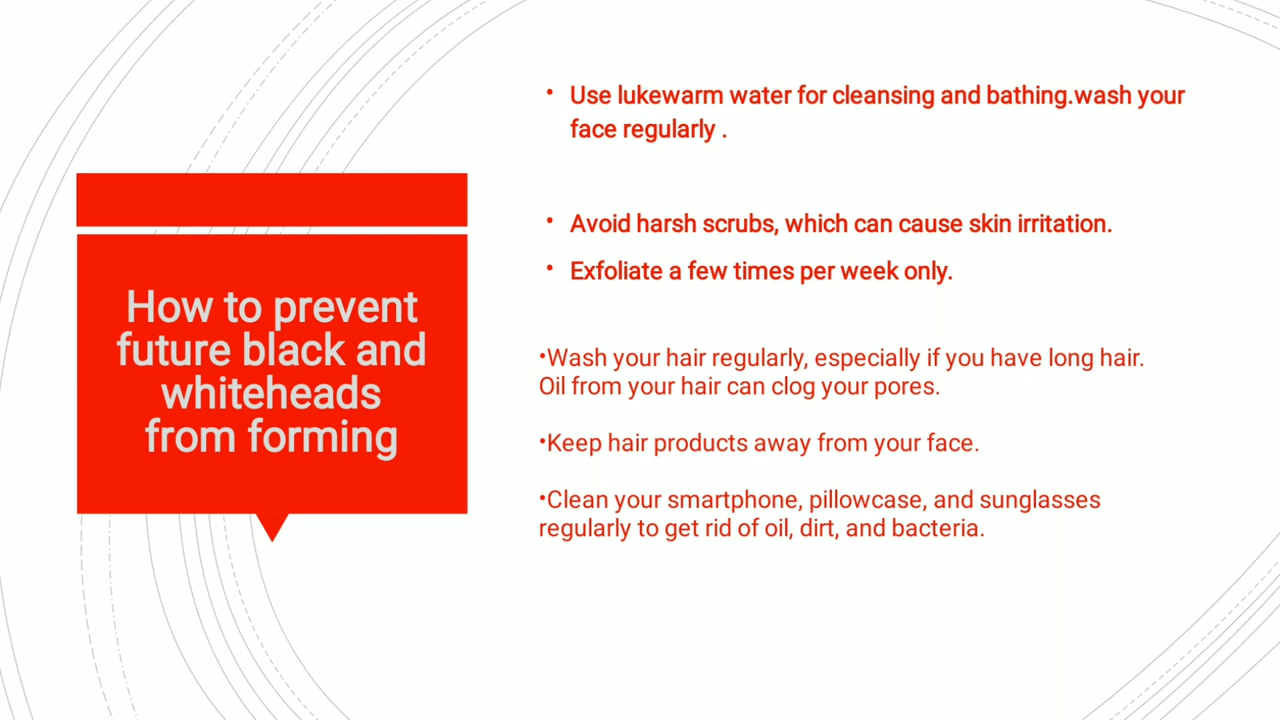 How to prevent
future black and
whiteheads
from forming
• Use lukewarm water for cleansing and bathing.wash your
face regularly .
• Avoid harsh scrubs, which can cause skin irritation.
• Exfoliate a few times per week only.
•Wash your hair regularly, especially if you have long hair.
Oil from your hair can clog your pores.
•Keep hair products away from your face.
•Clean your smartphone, pillowcase, and sunglasses
regularly to get rid of oil, dirt, and bacteria.